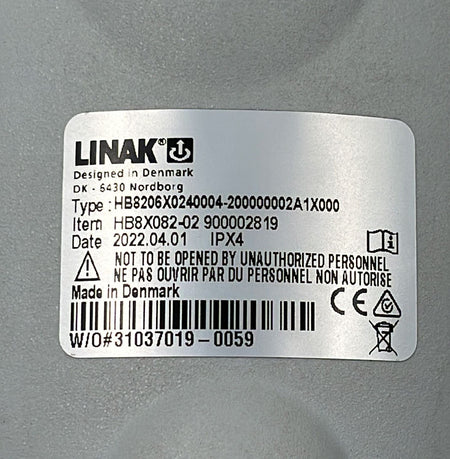 LINAK®
Designed in Denmark
DK - 6430 Nordborg
Type : HB8206X0240004-200000002A1X000
Item HB8X082-02 900002819
Date 2022.04.01 IPX4
NOT TO BE OPENED BY UNAUTHORIZED PERSONNEL
NE PAS OUVRIR PAR DU PERSONNEL NON AUTORISE
Made in Denmark
CE
W/O#31037019-0059